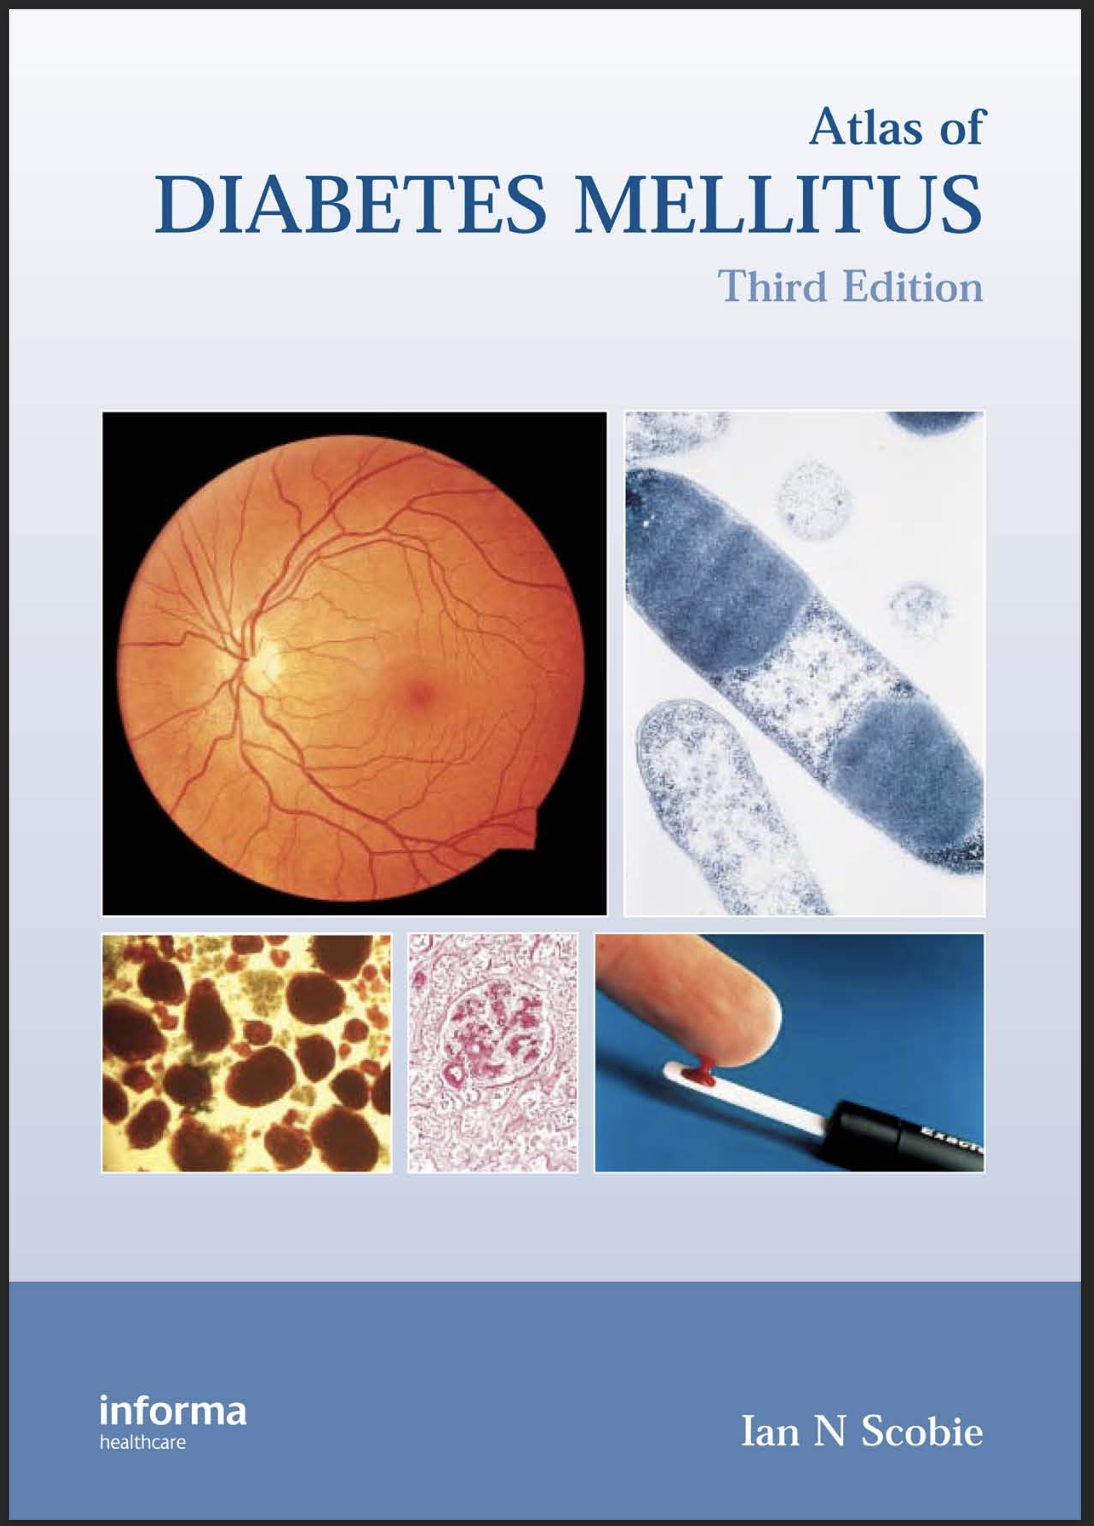 Atlas of
DIABETES MELLITUS
Third Edition
informa
healthcare
Ian N Scobie